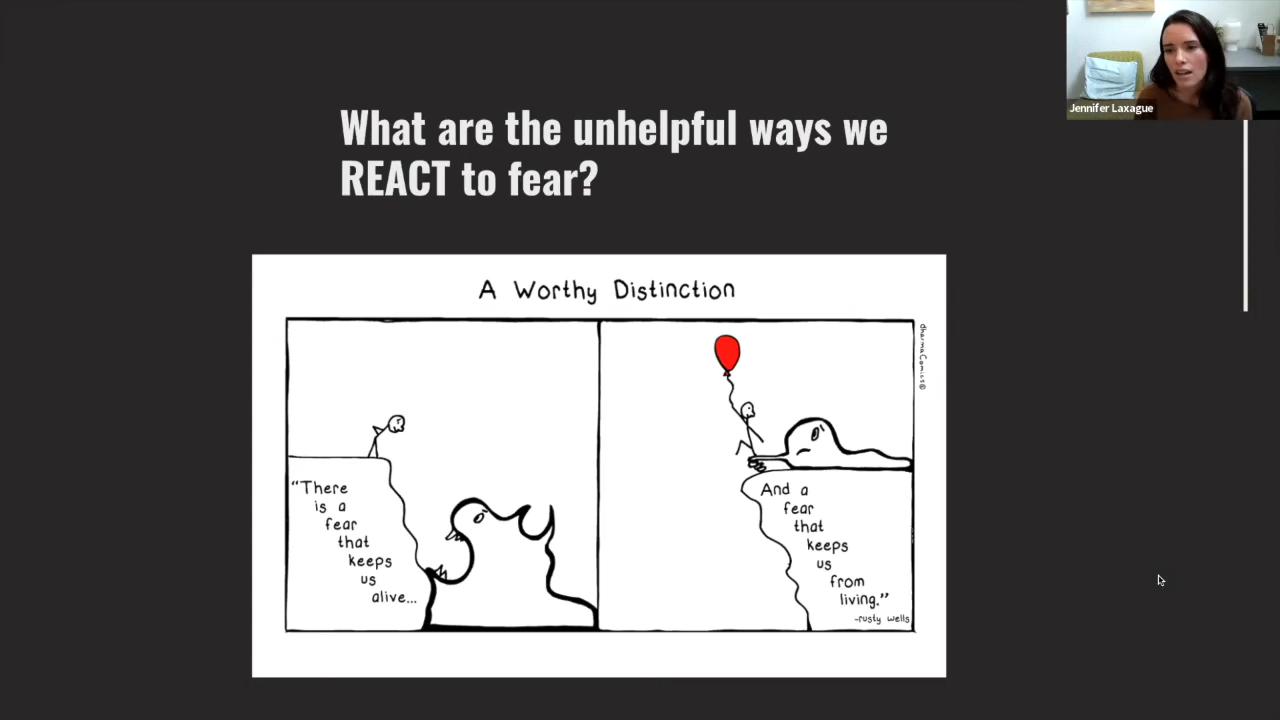 Jennifer Laxague
What are the unhelpful ways we
REACT to fear?
A Worthy Distinction
dharmaComics©
“There
is a
fear
that
keeps
us
alive...
And a
fear
that
keeps
us
from
living.”
-rusty wells